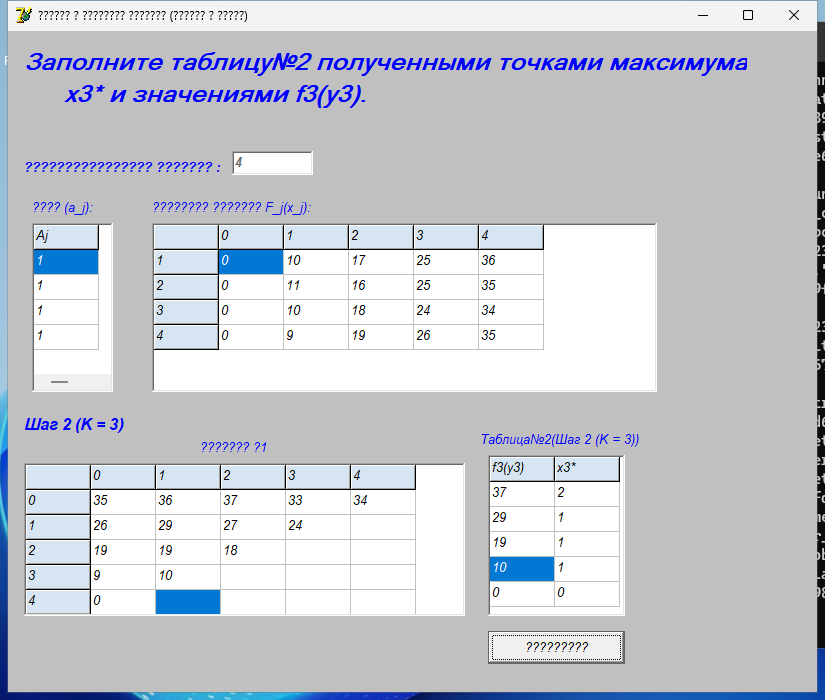 ?????? ? ???????? ??????? (?????? ? ?????)
Заполните таблицу№2 полученными точками максимума
x3* и значениями f3(y3).
???????????????? ??????? : 4
???? (a_j):
Aj
1
1
1
1
???????? ??????? F_j(x_j):
0 1 2 3 4
1 0 10 17 25 36
2 0 11 16 25 35
3 0 10 18 24 34
4 0 9 19 26 35
Шаг 2 (K = 3)
??????? ?1
0 1 2 3 4
0 35 36 37 33 34
1 26 29 27 24
2 19 19 18
3 9 10
4 0
Таблица№2(Шаг 2 (K = 3))
f3(y3) x3*
37 2
29 1
19 1
10 1
0 0
?????????